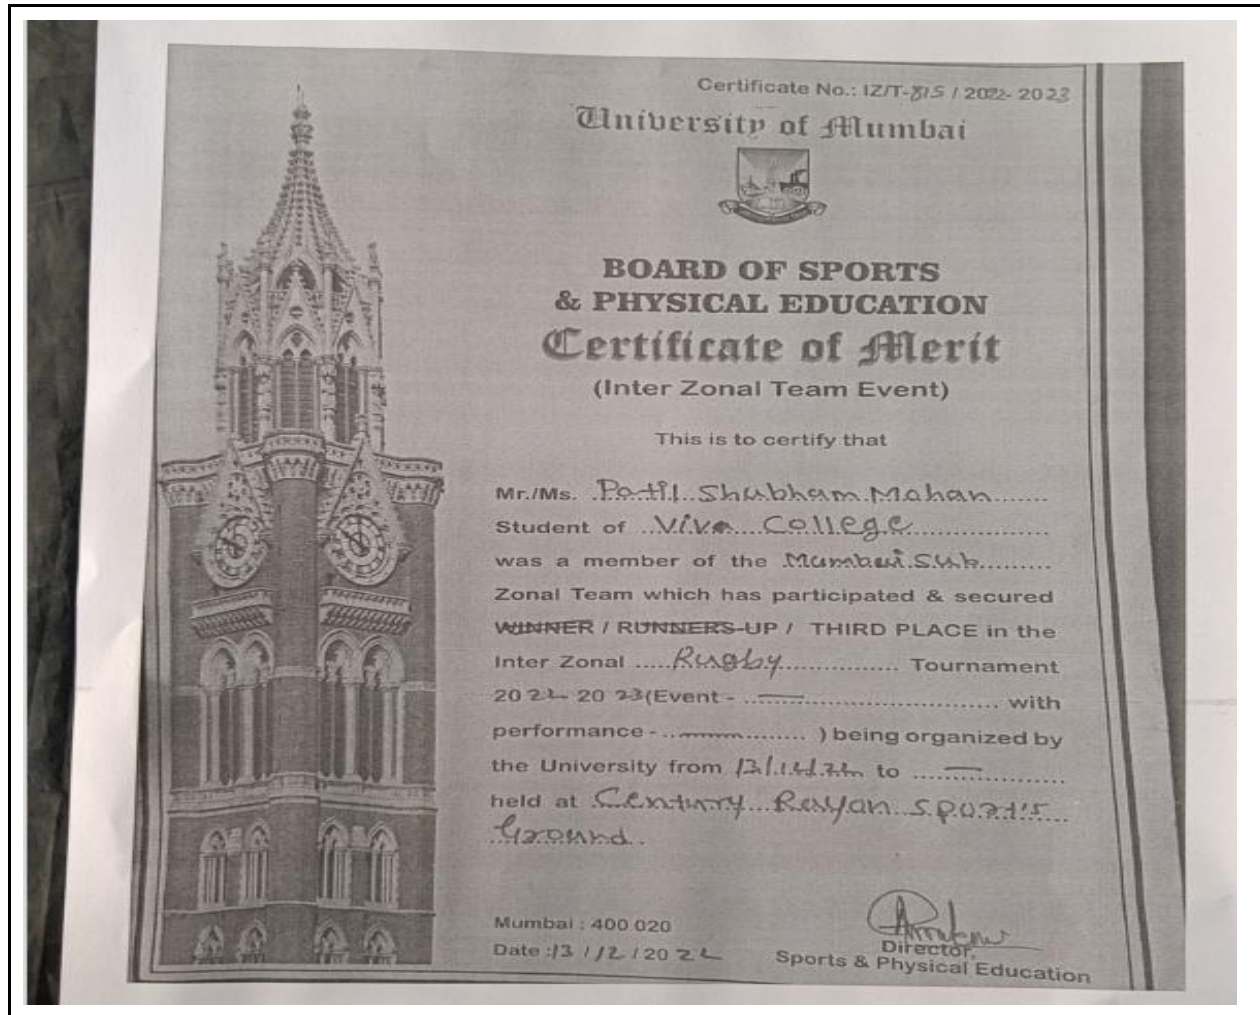 Certificate No.: IZ/T-815 / 2022-2023
University of Mumbai
BOARD OF SPORTS
& PHYSICAL EDUCATION
Certificate of Merit
(Inter Zonal Team Event)
This is to certify that
Mr./Ms. Patil Shubham Mohan
Student of Viva College
was a member of the Mumbai Sub
Zonal Team which has participated & secured
WINNER / RUNNERS-UP / THIRD PLACE in the
Inter Zonal Rugby Tournament
2022-2023 (Event - — with
performance - — ) being organized by
the University from to —
held at Century Rayan sport's
Ground.
Mumbai : 400 020
Date : 13 / 12 / 2022
Director,
Sports & Physical Education